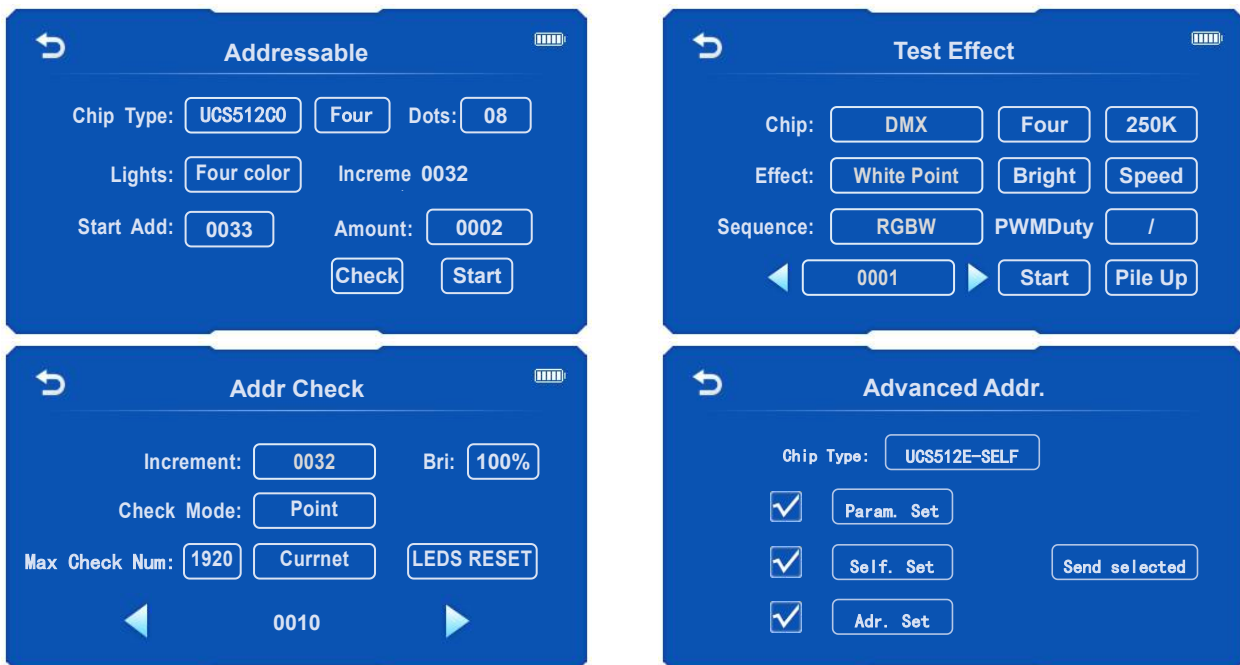 Addressable
Chip Type: UCS512C0 Four Dots: 08
Lights: Four color Increme 0032
Start Add: 0033 Amount: 0002
Check Start
Test Effect
Chip: DMX Four 250K
Effect: White Point Bright Speed
Sequence: RGBW PWMDuty /
0001 Start Pile Up
Addr Check
Increment: 0032 Bri: 100%
Check Mode: Point
Max Check Num: 1920 Currnet LEDS RESET
0010
Advanced Addr.
Chip Type: UCS512E-SELF
Param. Set
Self. Set Send selected
Adr. Set